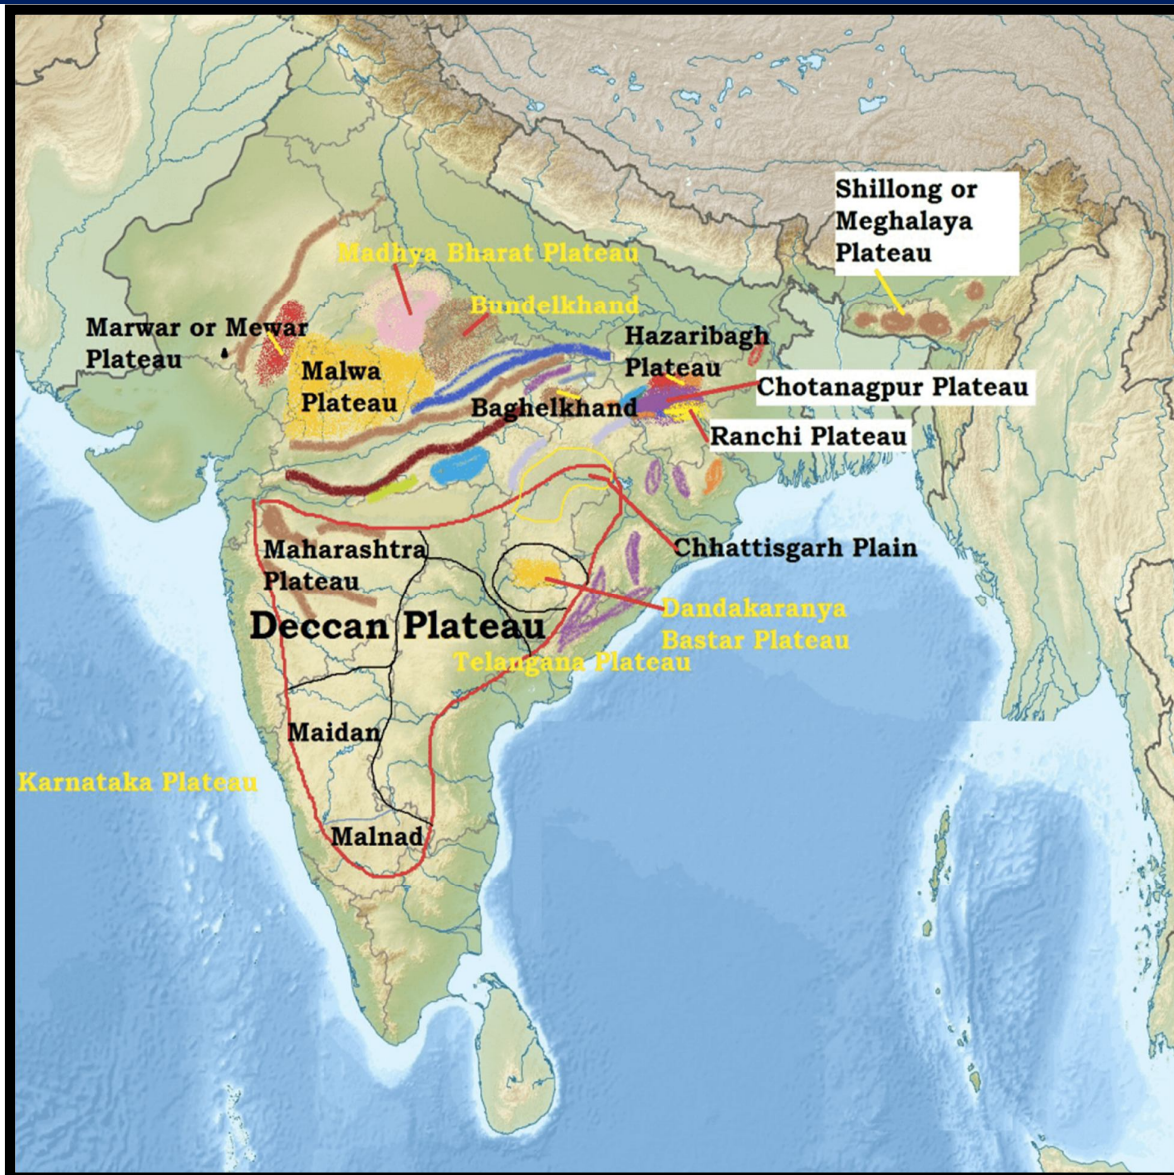 Shillong or
Meghalaya
Plateau
Madhya Bharat Plateau
Bundelkhand
Marwar or Mewar
Plateau
Hazaribagh
Plateau
Malwa
Plateau
Chotanagpur Plateau
Baghelkhand
Ranchi Plateau
Maharashtra
Plateau
Chhattisgarh Plain
Deccan Plateau
Dandakaranya
Bastar Plateau
Telangana Plateau
Maidan
Karnataka Plateau
Malnad